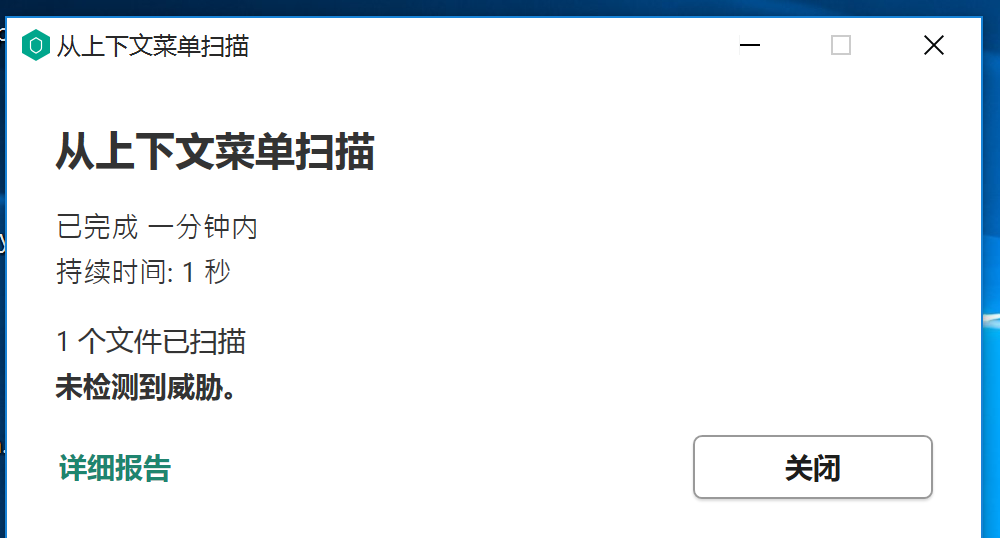 从上下文菜单扫描
从上下文菜单扫描
已完成 一分钟内
持续时间: 1 秒
1 个文件已扫描
未检测到威胁。
详细报告
关闭